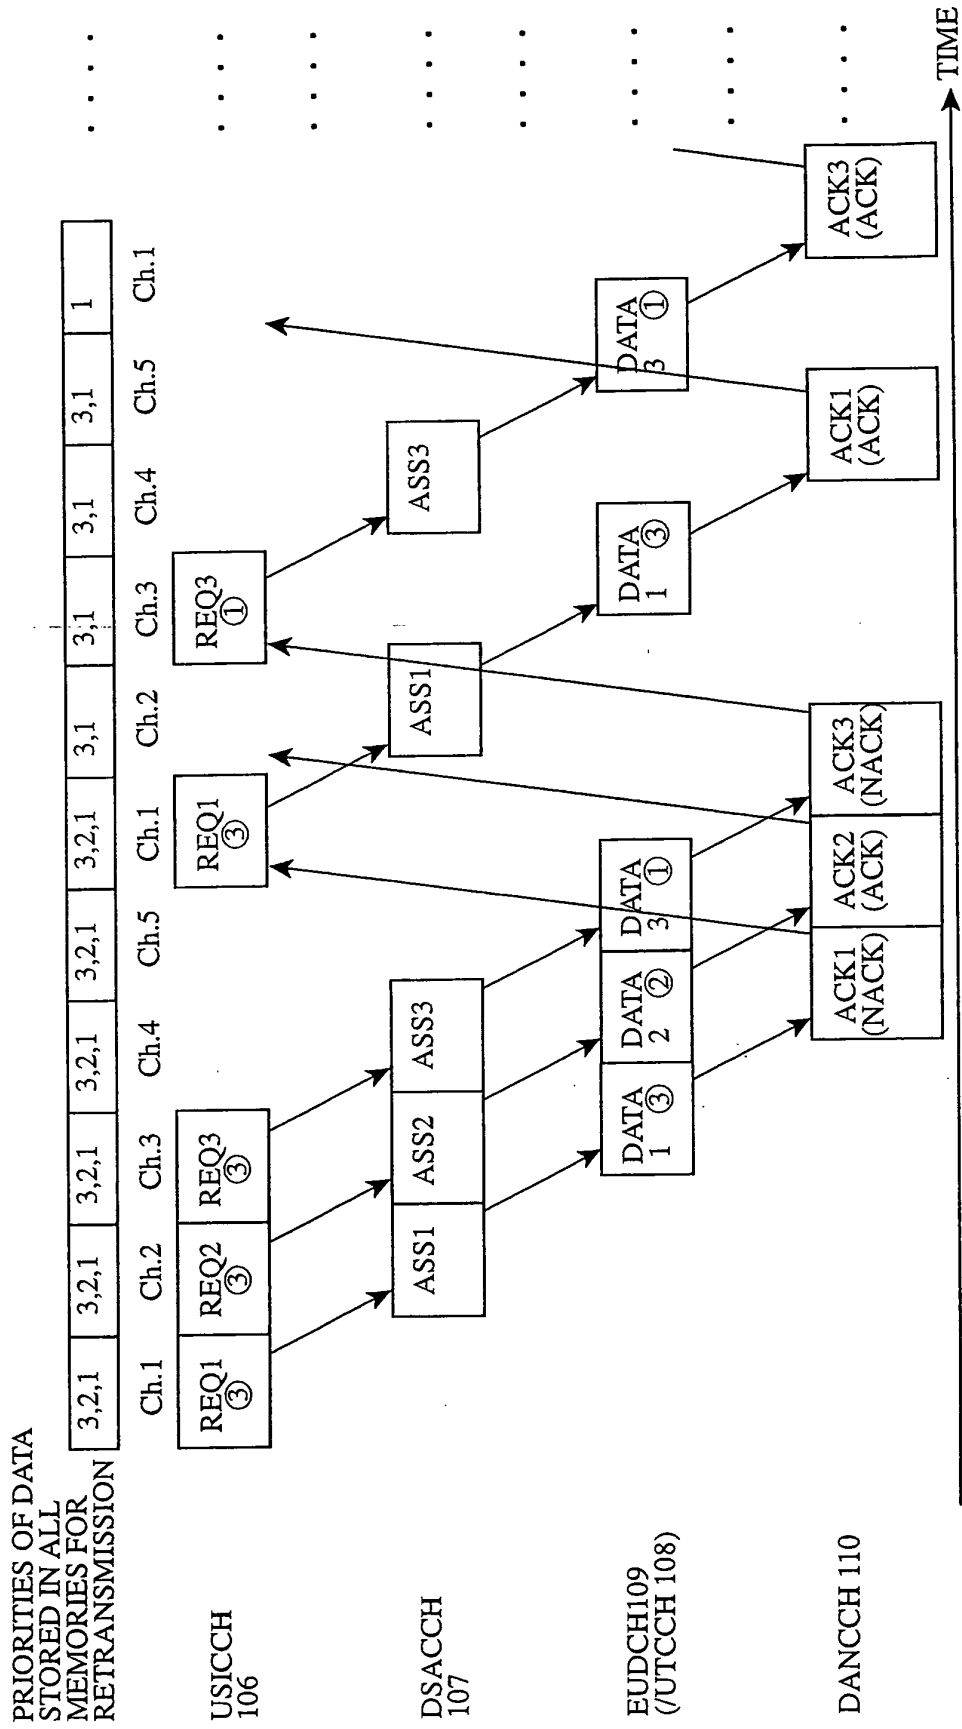 PRIORITIES OF DATA
STORED IN ALL
MEMORIES FOR
RETRANSMISSION
3,2,1 3,2,1 3,2,1 3,2,1 3,2,1 3,2,1 3,1 3,1 3,1 3,1 1
Ch.1 Ch.2 Ch.3 Ch.4 Ch.5 Ch.1 Ch.2 Ch.3 Ch.4 Ch.5 Ch.1
USICCH
106
REQ1 REQ2 REQ3 REQ1 REQ3
③ ③ ③ ③ ①
DSACCH
107
ASS1 ASS2 ASS3 ASS1 ASS3
EUDCH109
(/UTCCH 108)
DATA DATA DATA DATA DATA
1 ③ 2 ② 3 ① 1 ③ 3 ①
DANCCH 110
ACK1 ACK2 ACK3 ACK1 ACK3
(NACK) (ACK) (NACK) (ACK) (ACK)
TIME